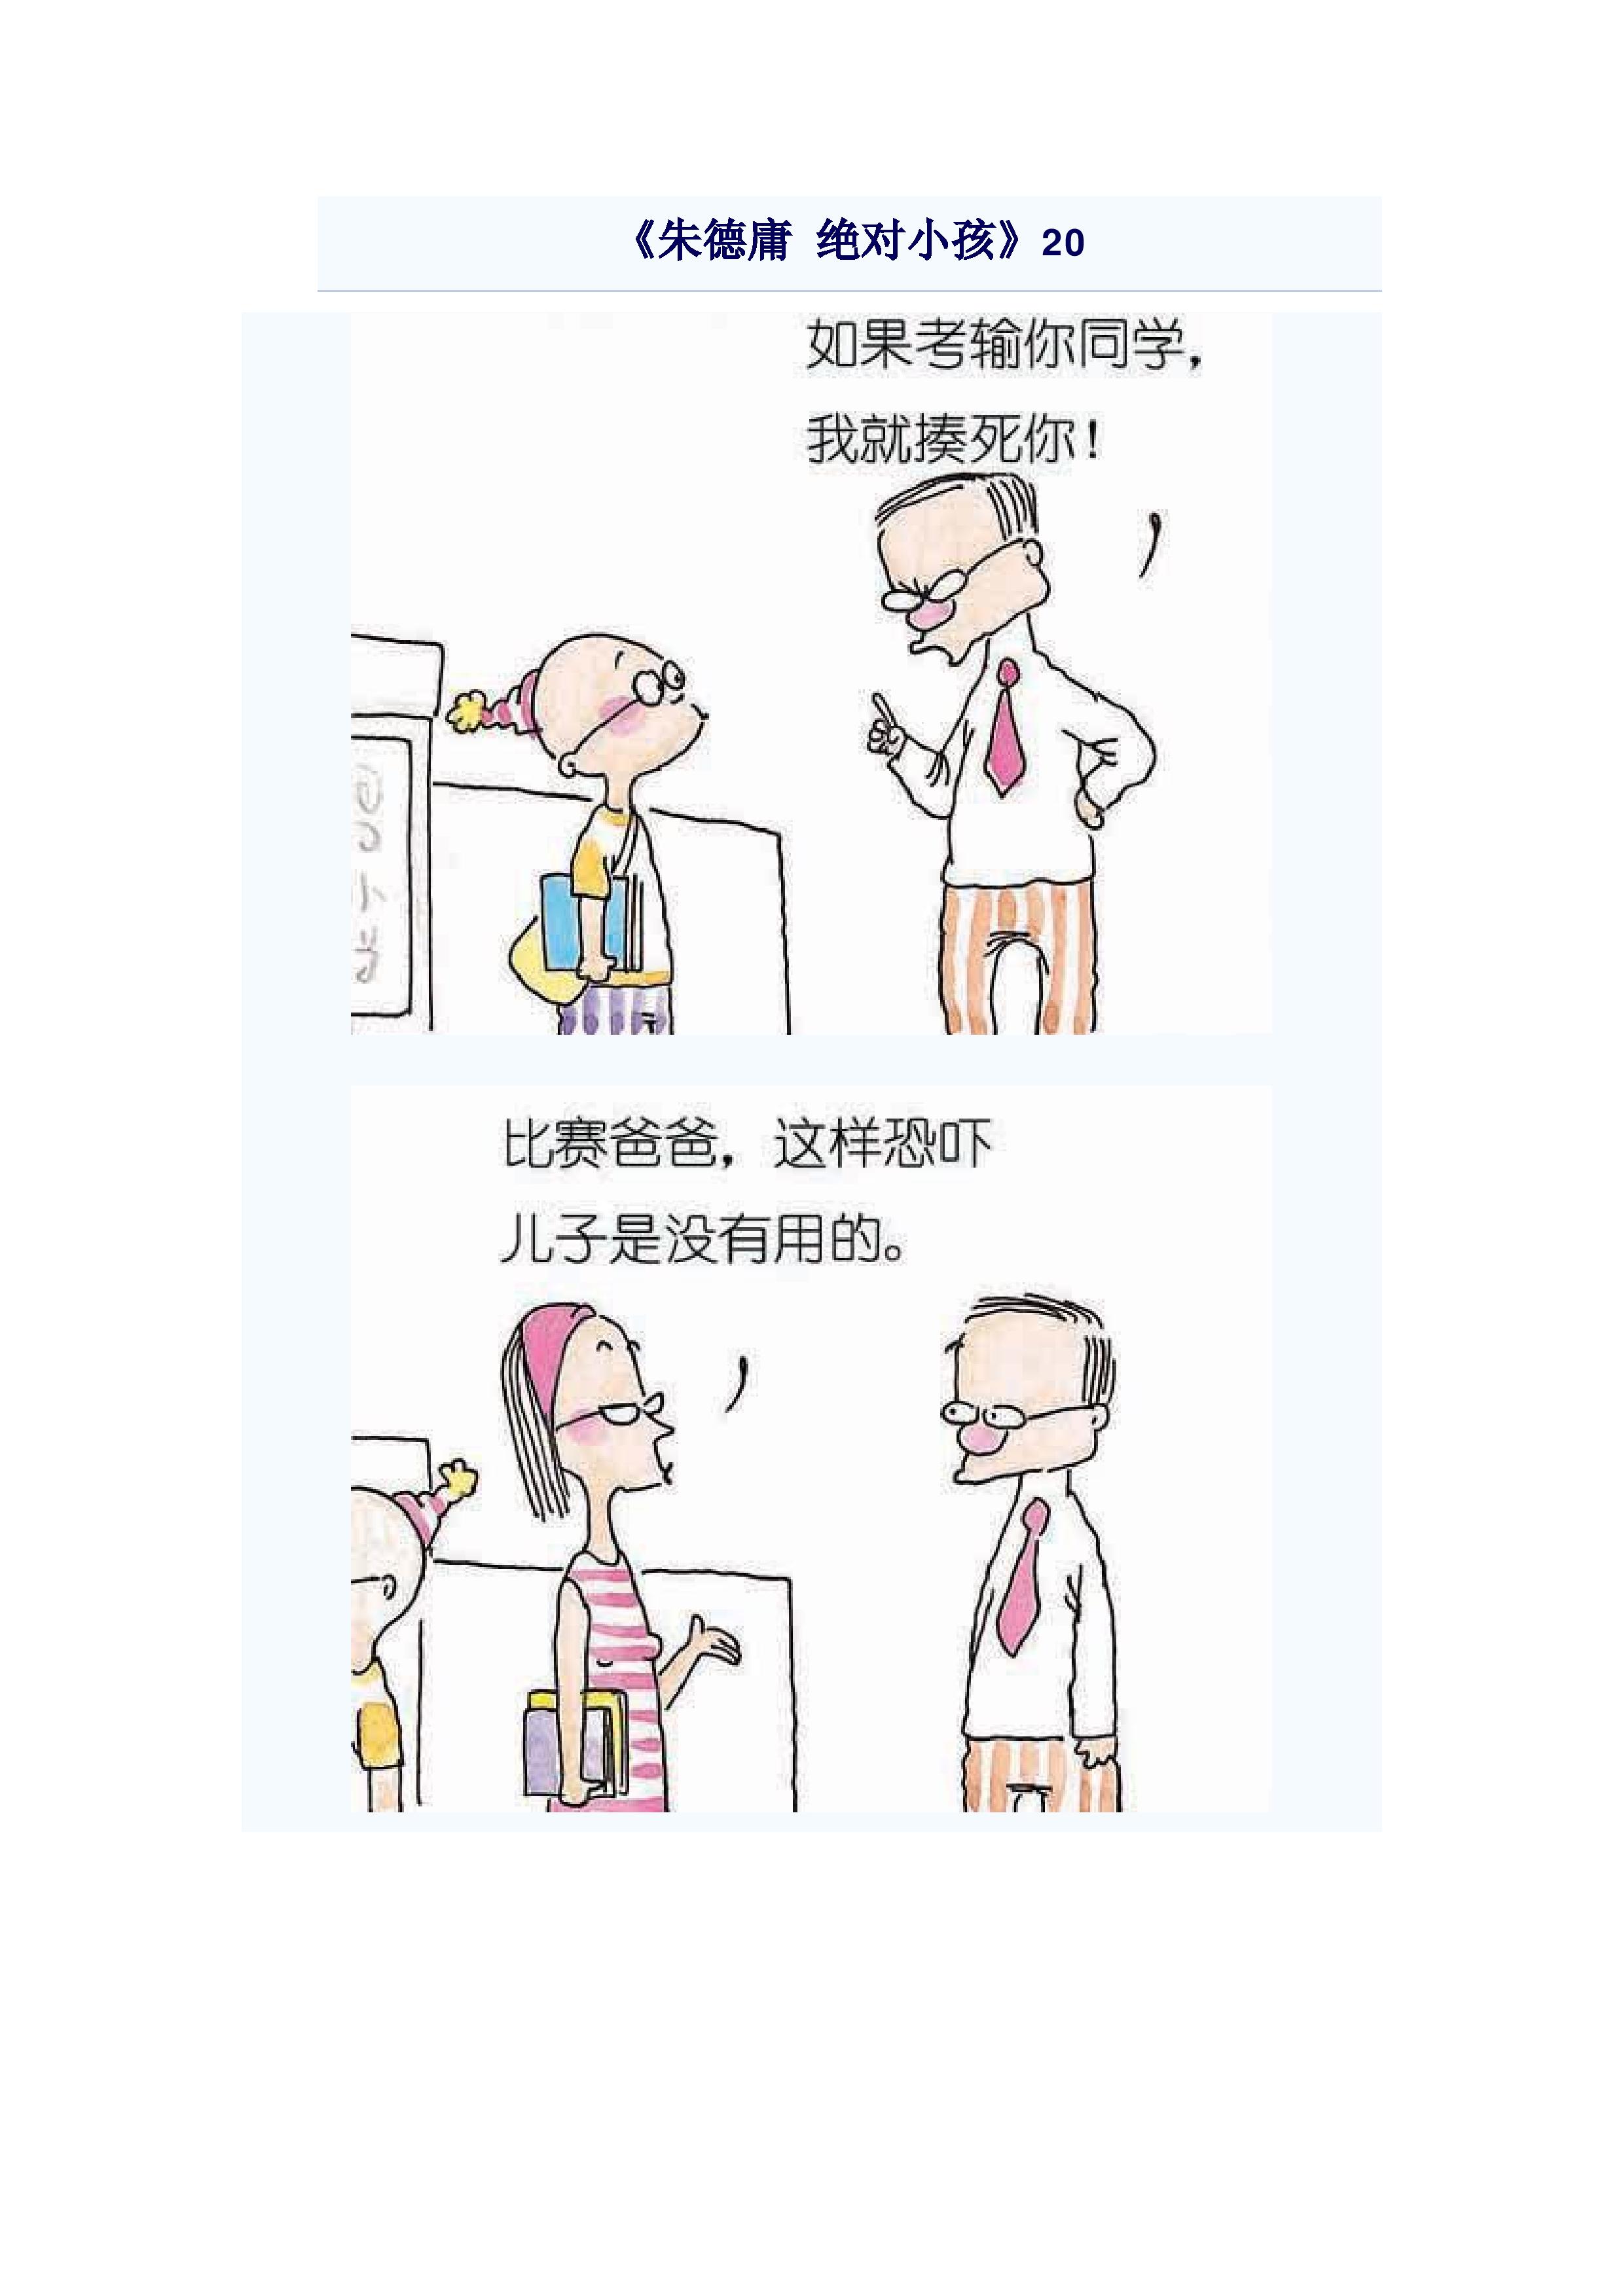 《朱德庸 绝对小孩》20
如果考输你同学，
我就揍死你！
比赛爸爸，这样恐吓
儿子是没有用的。